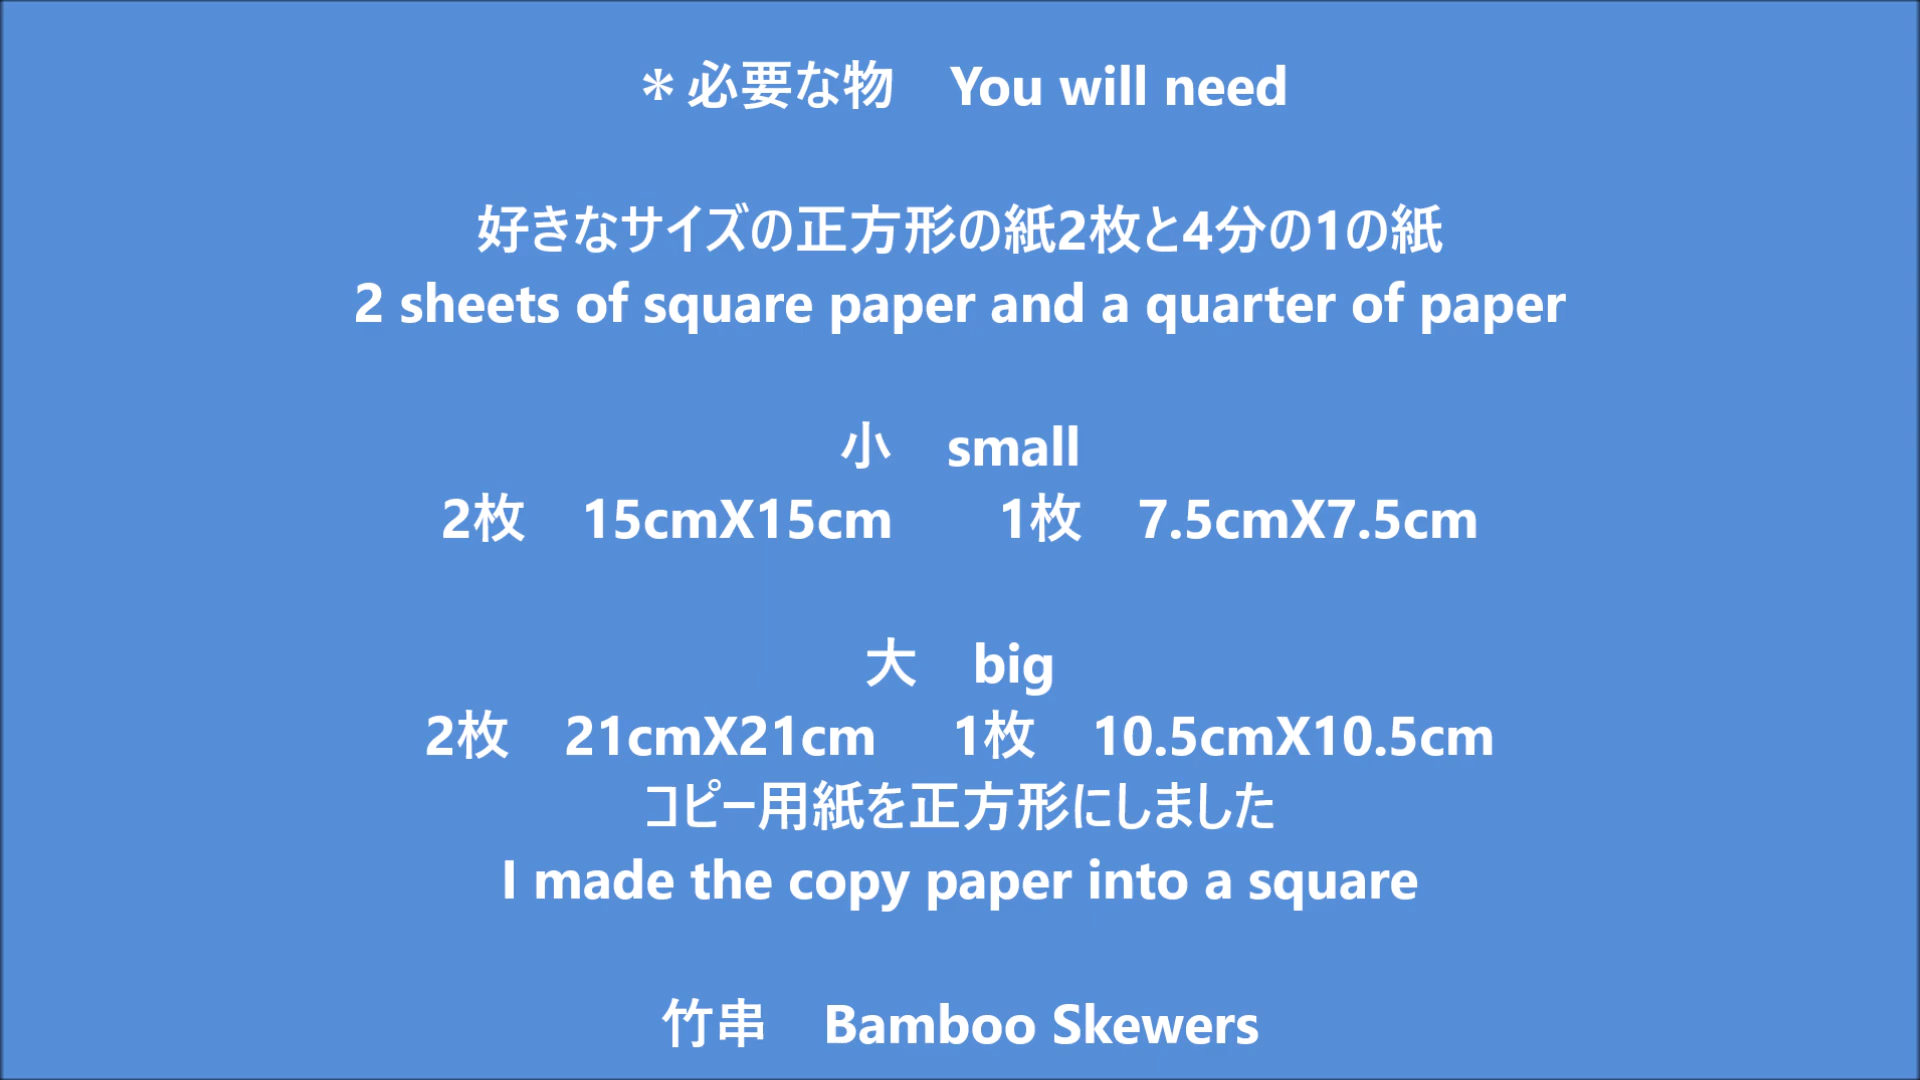 ＊必要な物　You will need
好きなサイズの正方形の紙2枚と4分の1の紙
2 sheets of square paper and a quarter of paper
小　small
2枚　15cmX15cm　　1枚　7.5cmX7.5cm
大　big
2枚　21cmX21cm　 1枚　10.5cmX10.5cm
コピー用紙を正方形にしました
I made the copy paper into a square
竹串　Bamboo Skewers